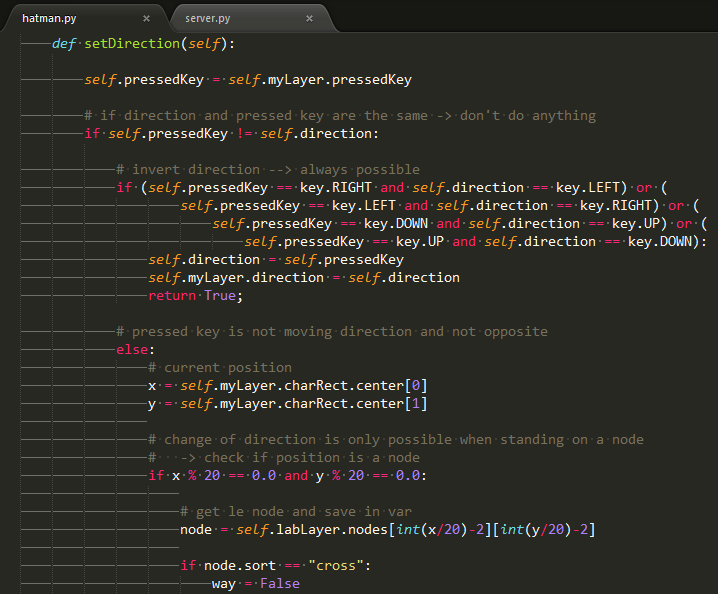 hatman.py × server.py ×
def setDirection(self):
self.pressedKey = self.myLayer.pressedKey
# if direction and pressed key are the same -> don't do anything
if self.pressedKey != self.direction:
# invert direction --> always possible
if (self.pressedKey == key.RIGHT and self.direction == key.LEFT) or (
self.pressedKey == key.LEFT and self.direction == key.RIGHT) or (
self.pressedKey == key.DOWN and self.direction == key.UP) or (
self.pressedKey == key.UP and self.direction == key.DOWN):
self.direction = self.pressedKey
self.myLayer.direction = self.direction
return True;
# pressed key is not moving direction and not opposite
else:
# current position
x = self.myLayer.charRect.center[0]
y = self.myLayer.charRect.center[1]
# change of direction is only possible when standing on a node
# -> check if position is a node
if x % 20 == 0.0 and y % 20 == 0.0:
# get le node and save in var
node = self.labLayer.nodes[int(x/20)-2][int(y/20)-2]
if node.sort == "cross":
way = False